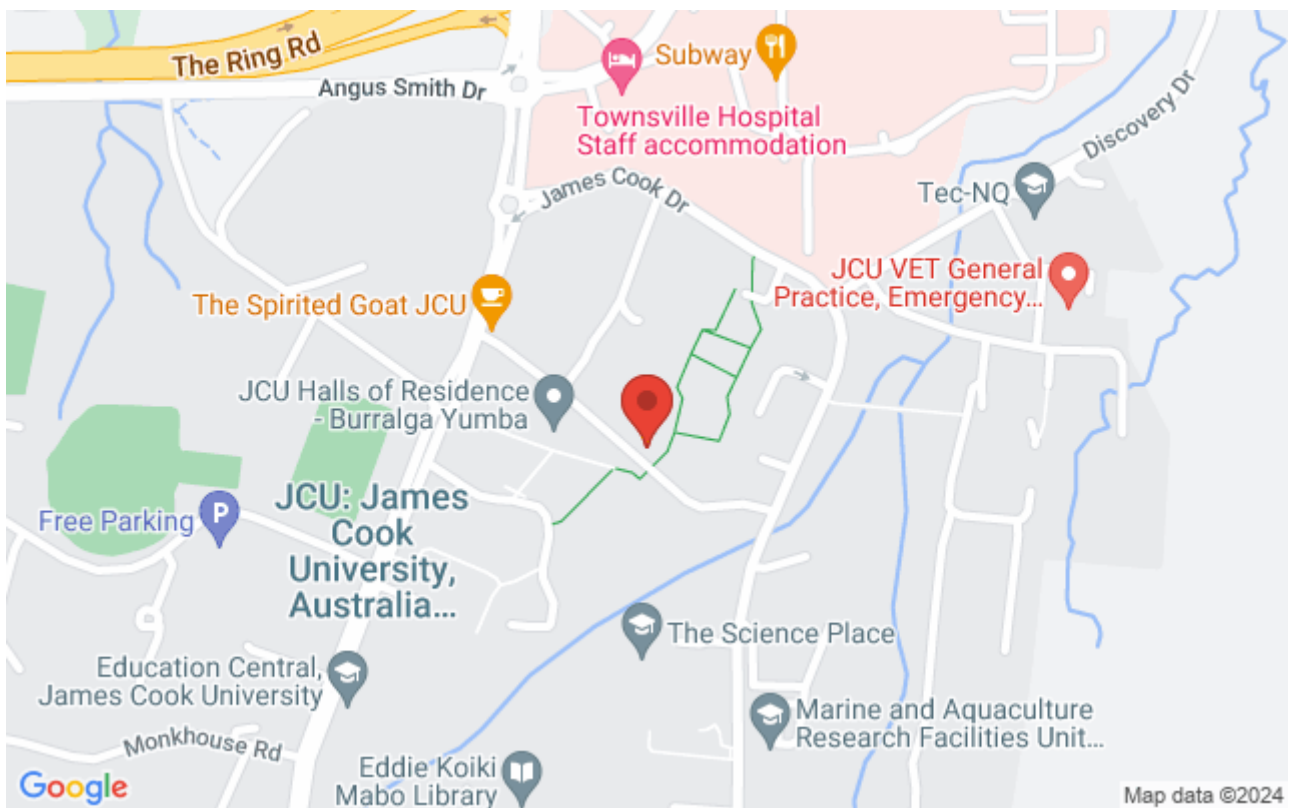 The Ring Rd
Subway
Angus Smith Dr
Townsville Hospital
Staff accommodation
Discovery Dr
James Cook Dr
Tec-NQ
JCU VET General
Practice, Emergency...
The Spirited Goat JCU
JCU Halls of Residence
- Burralga Yumba
JCU: James
Cook
University,
Australia...
Free Parking
P
The Science Place
Education Central,
James Cook University
Marine and Aquaculture
Research Facilities Unit...
Monkhouse Rd
Eddie Koiki
Mabo Library
Google
Map data ©2024